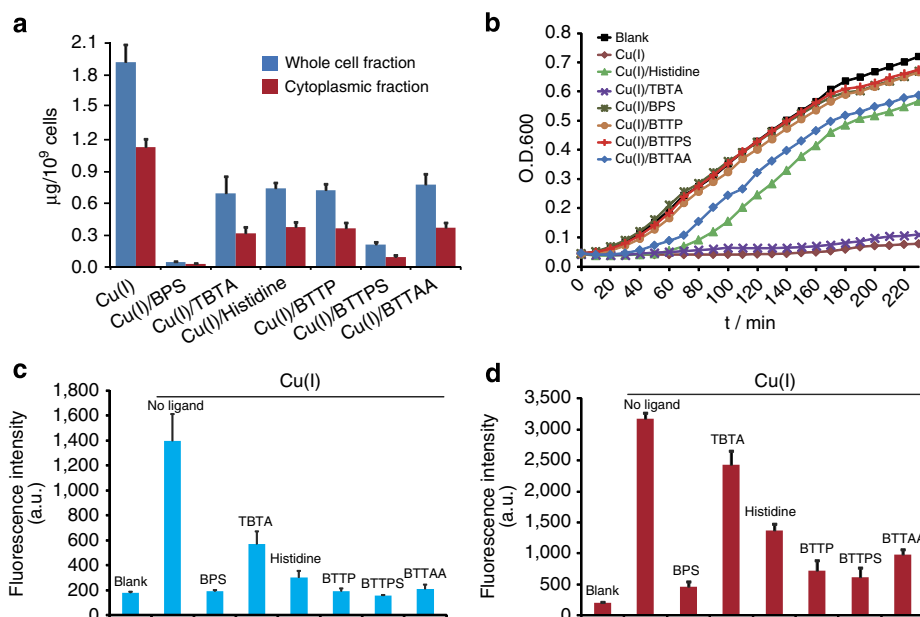 a
2.1
1.8
1.5
1.2
0.9
0.6
0.3
0.0
µg/10⁹ cells
Whole cell fraction
Cytoplasmic fraction
Cu(I)
Cu(I)/BPS
Cu(I)/TBTA
Cu(I)/Histidine
Cu(I)/BTTP
Cu(I)/BTTPS
Cu(I)/BTTAA
b
0.8
0.7
0.6
0.5
0.4
0.3
0.2
0.1
0.0
O.D.600
Blank
Cu(I)
Cu(I)/Histidine
Cu(I)/TBTA
Cu(I)/BPS
Cu(I)/BTTP
Cu(I)/BTTPS
Cu(I)/BTTAA
0 20 40 60 80 100 120 140 160 180 200 220
t / min
c
Cu(I)
1,800
1,600
1,400
1,200
1,000
800
600
400
200
0
Fluorescence intensity
(a.u.)
Blank
No ligand
BPS
TBTA
Histidine
BTTP
BTTPS
BTTAA
d
Cu(I)
3,500
3,000
2,500
2,000
1,500
1,000
500
0
Fluorescence intensity
(a.u.)
Blank
No ligand
BPS
TBTA
Histidine
BTTP
BTTPS
BTTAA